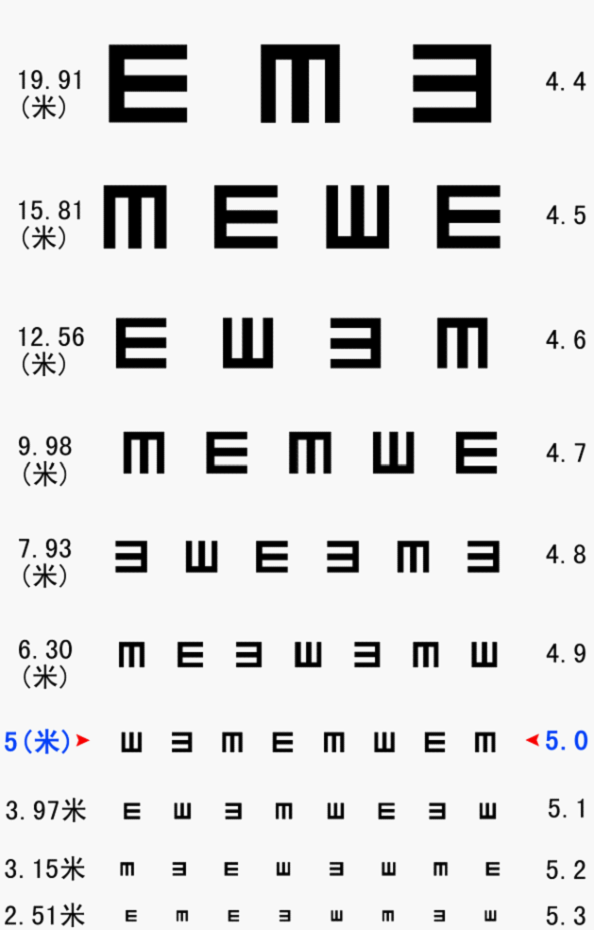 19.91 E m Ǝ 4.4
(米)
15.81 m E Ш E 4.5
(米)
12.56 E Ш Ǝ m 4.6
(米)
9.98 m E m Ш E 4.7
(米)
7.93 Ǝ Ш E Ǝ m Ǝ 4.8
(米)
6.30 m E Ǝ Ш Ǝ m Ш 4.9
(米)
5(米) Ш Ǝ m E m Ш E m 5.0
3.97米 E Ш Ǝ m Ш E Ǝ Ш 5.1
3.15米 m Ǝ E Ш Ǝ Ш m E 5.2
2.51米 E m E Ǝ Ш m Ǝ Ш 5.3